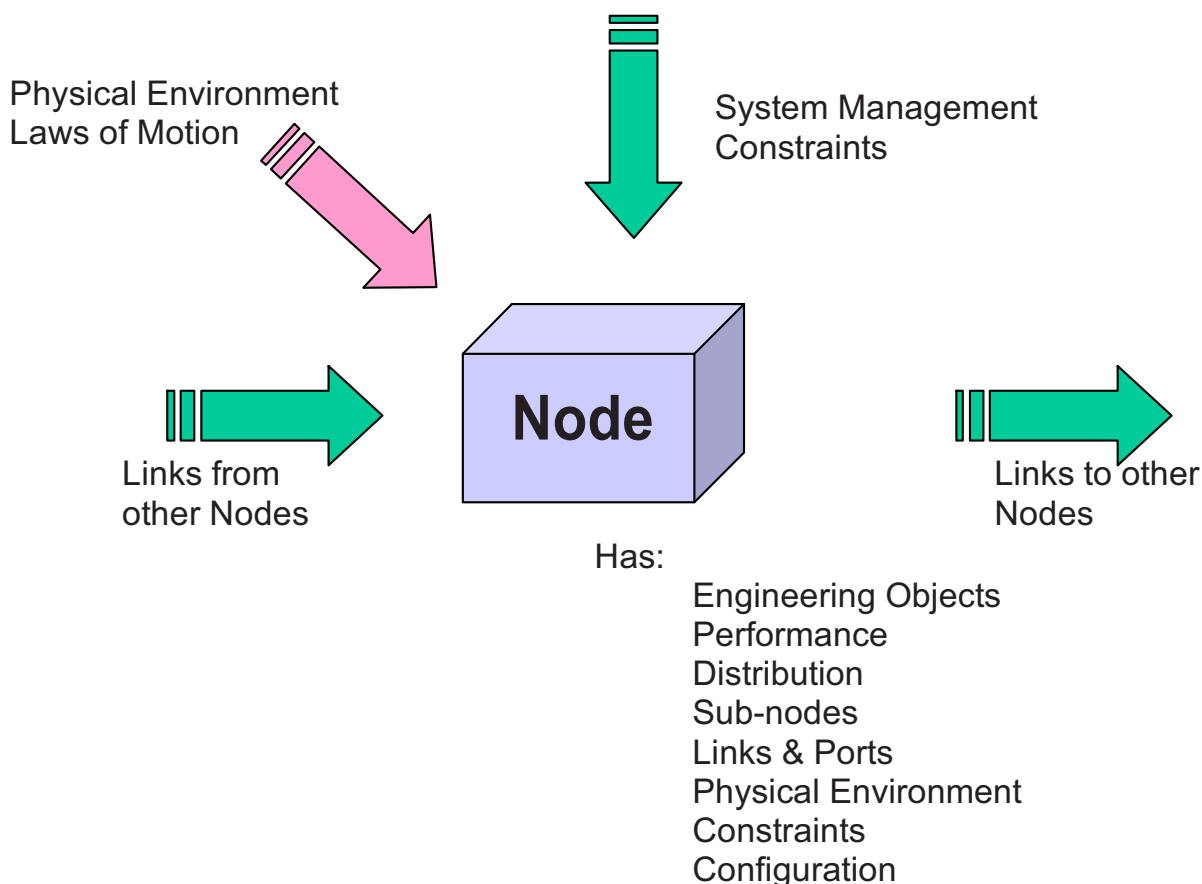 Physical Environment
Laws of Motion
System Management
Constraints
Node
Links from
other Nodes
Links to other
Nodes
Has:
Engineering Objects
Performance
Distribution
Sub-nodes
Links & Ports
Physical Environment
Constraints
Configuration